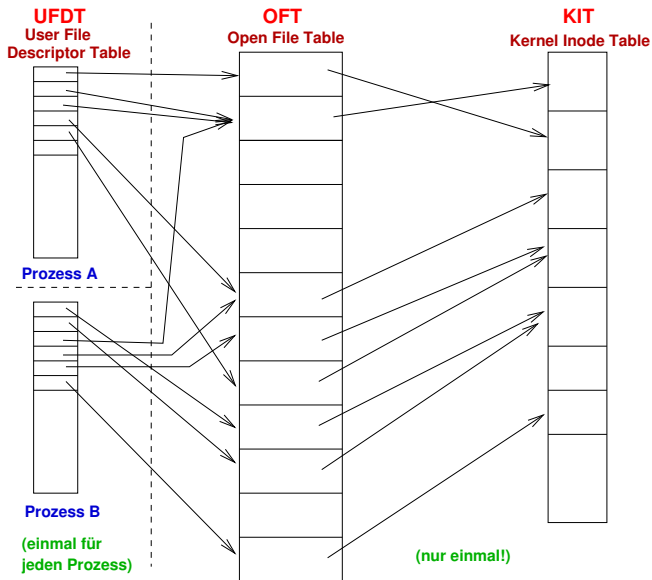 UFDT
User File
Descriptor Table
OFT
Open File Table
KIT
Kernel Inode Table
Prozess A
Prozess B
(einmal für
jeden Prozess)
(nur einmal!)